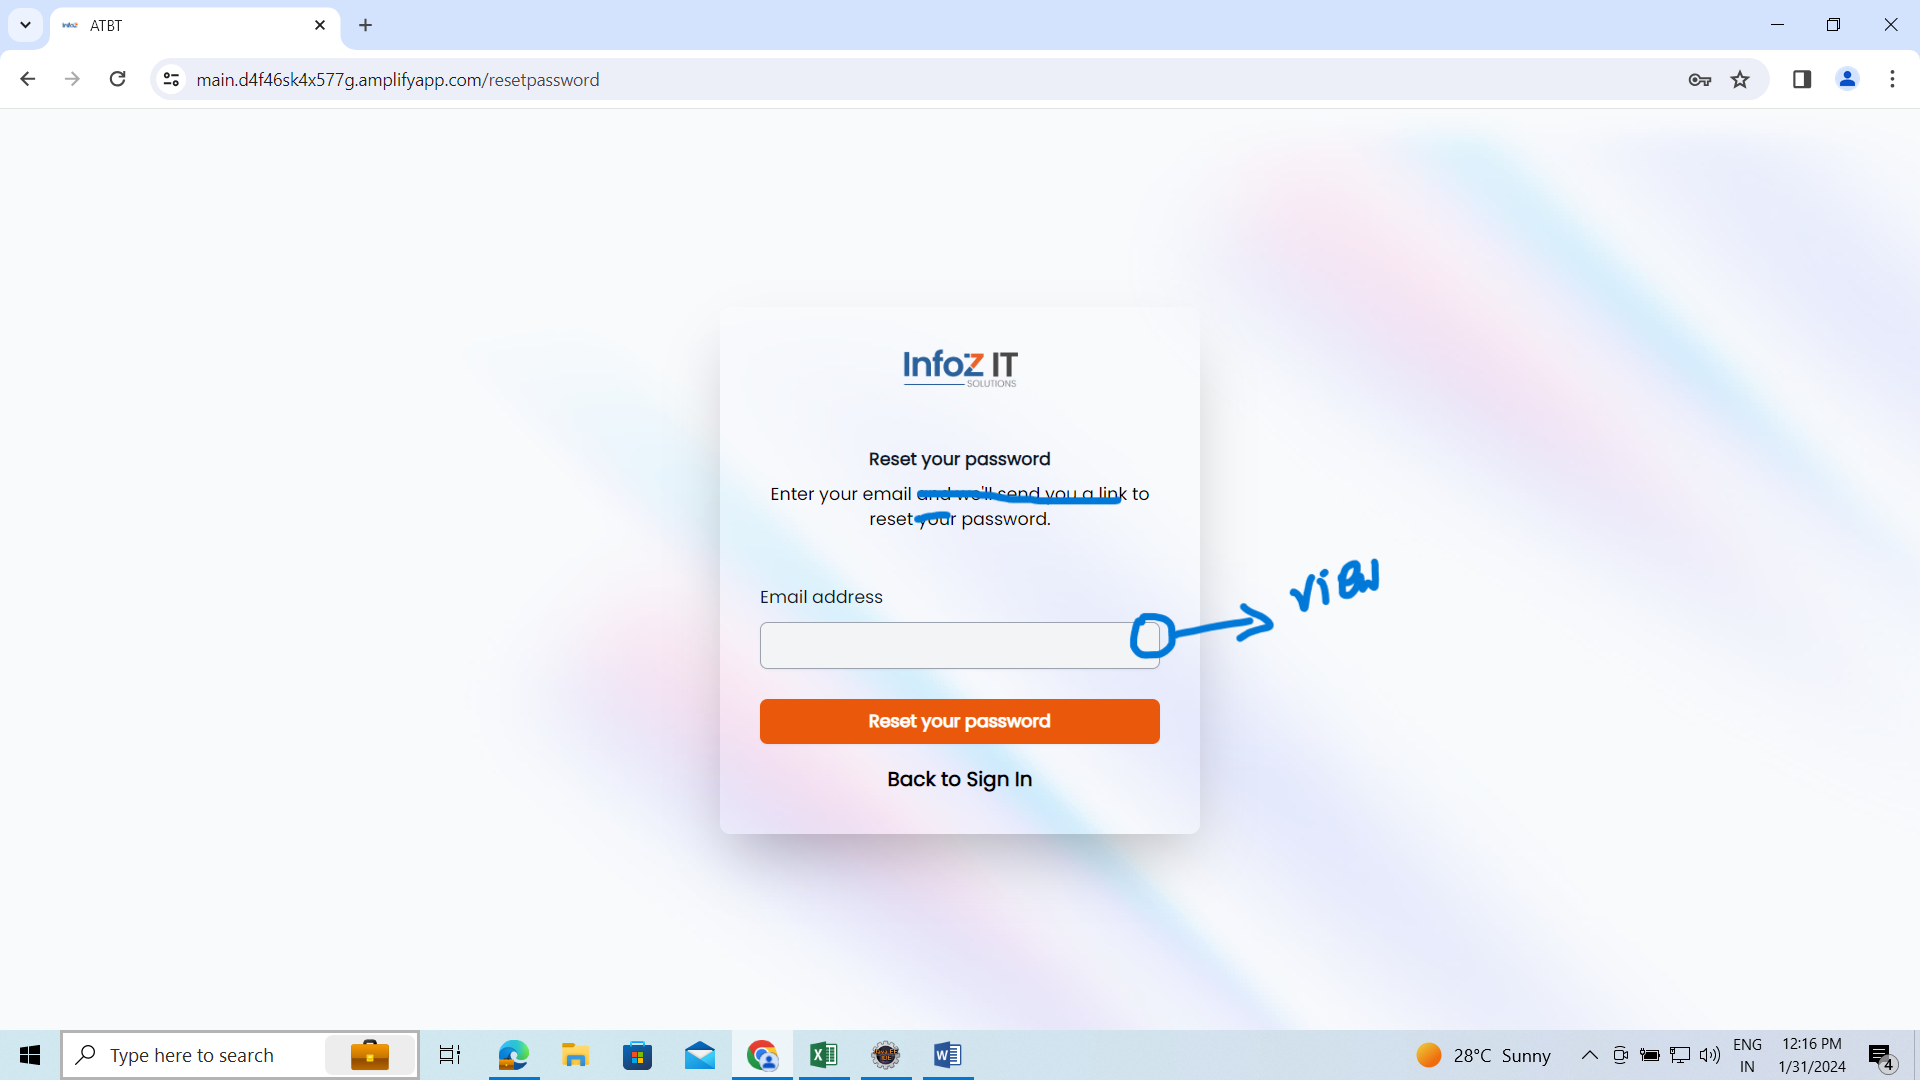 ATBT
main.d4f46sk4x577g.amplifyapp.com/resetpassword
InfoZ IT
SOLUTIONS
Reset your password
Enter your email and we'll send you a link to
reset your password.
VIEW
Email address
Reset your password
Back to Sign In
Type here to search
28°C Sunny
ENG
IN
12:16 PM
1/31/2024
4